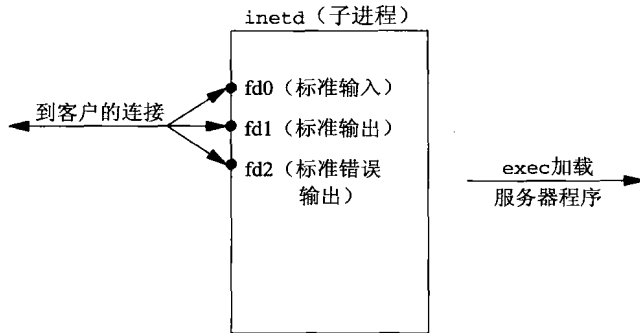 inetd（子进程）
到客户的连接
fd0（标准输入）
fd1（标准输出）
fd2（标准错误
输出）
exec加载
服务器程序